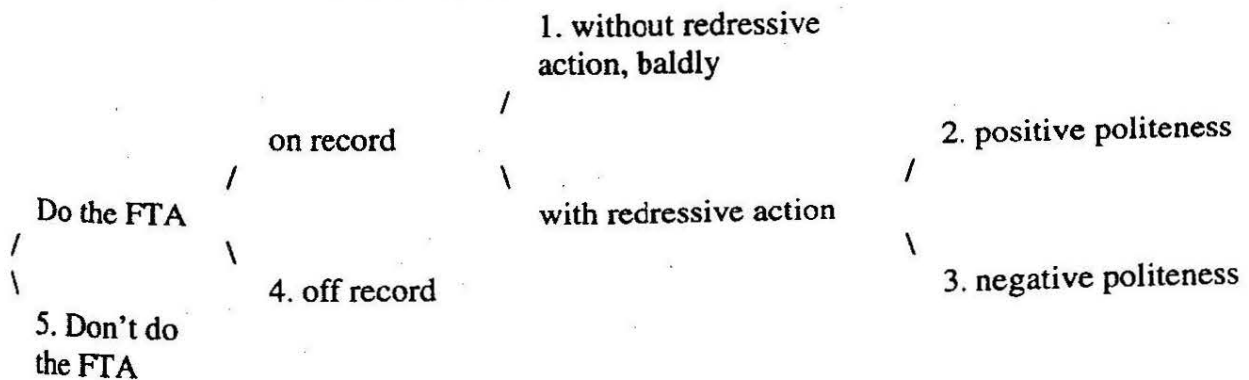 1. without redressive
action, baldly
/
on record
2. positive politeness
/
\
/
Do the FTA
with redressive action
/
\
\
\
4. off record
3. negative politeness
5. Don't do
the FTA